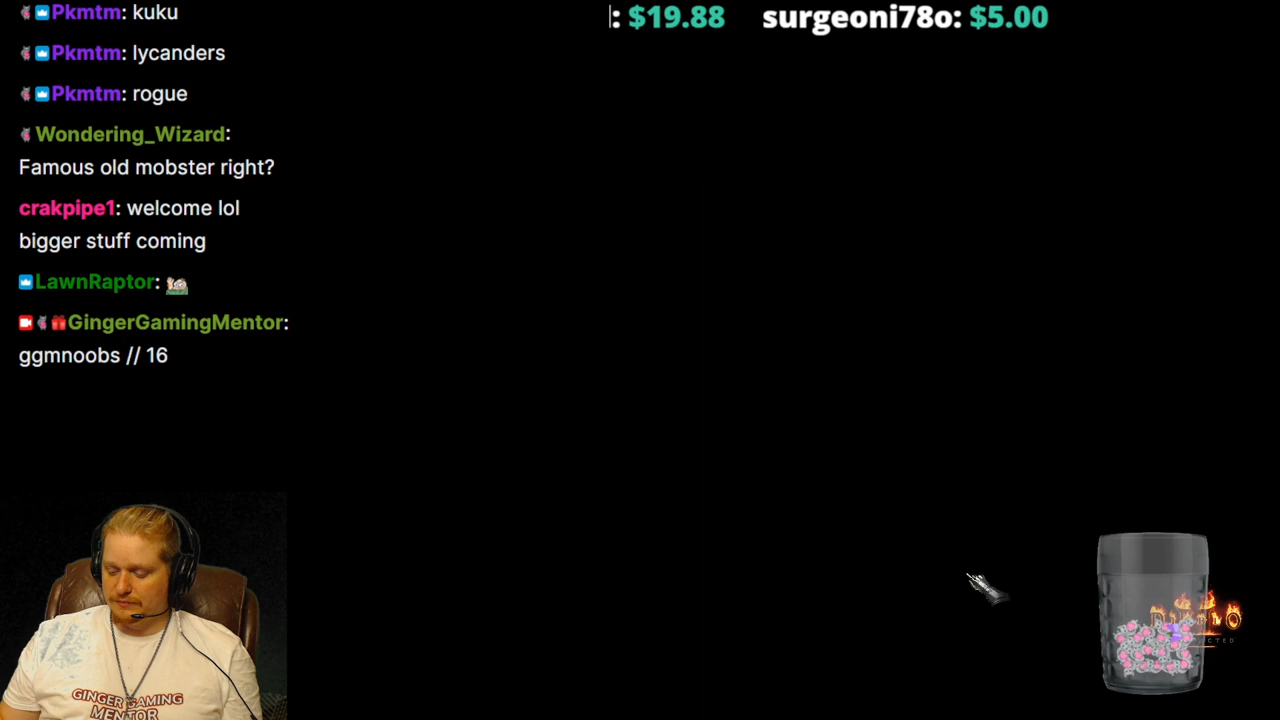 Pkmtm: kuku
: $19.88 surgeoni78o: $5.00
Pkmtm: lycanders
Pkmtm: rogue
Wondering_Wizard:
Famous old mobster right?
crakpipe1: welcome lol
bigger stuff coming
LawnRaptor:
GingerGamingMentor:
ggmnoobs // 16
GINGER GAMING
MENTOR